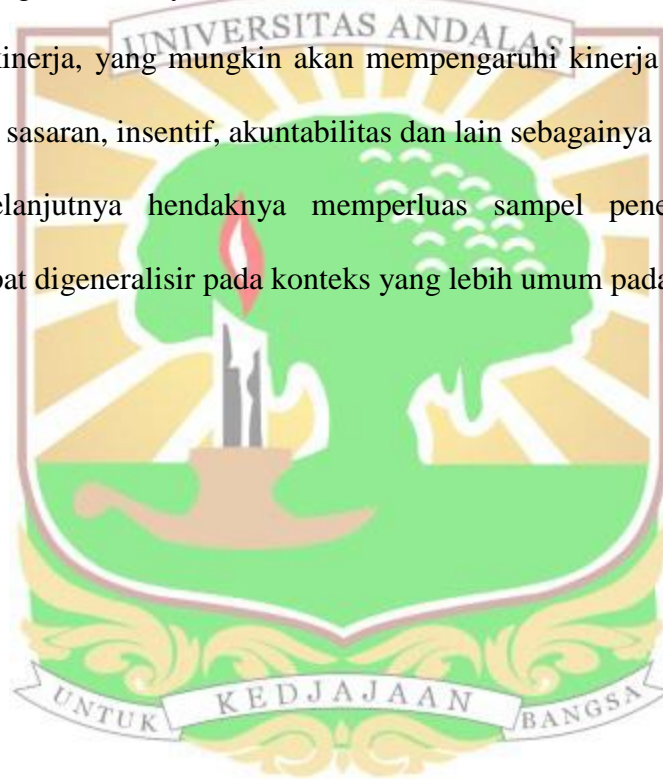 UNIVERSITAS ANDALAS
kinerja, yang mungkin akan mempengaruhi kinerja
sasaran, insentif, akuntabilitas dan lain sebagainya
elanjutnya hendaknya memperluas sampel pene
pat digeneralisir pada konteks yang lebih umum pada
UNTUK KEDJAJAAN BANGSA